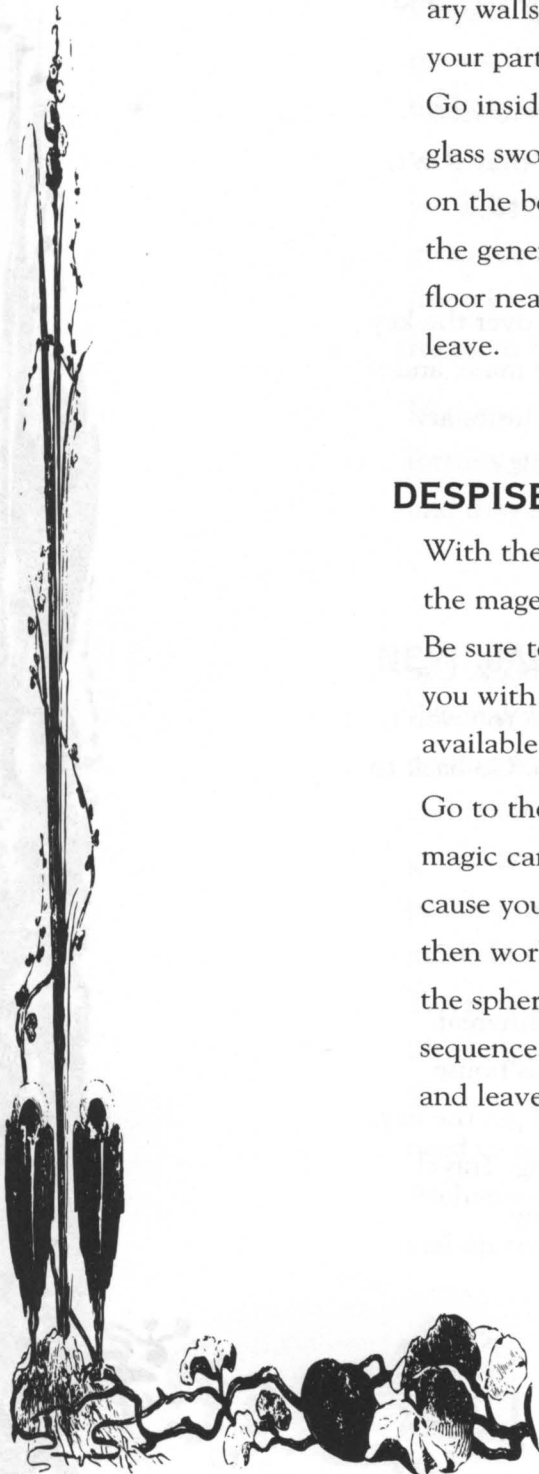 ary walls
your part
Go insid
glass swo
on the be
the gene
floor nea
leave.
DESPISE
With the
the mage
Be sure to
you with
available
Go to the
magic car
cause you
then wor
the spher
sequence
and leave